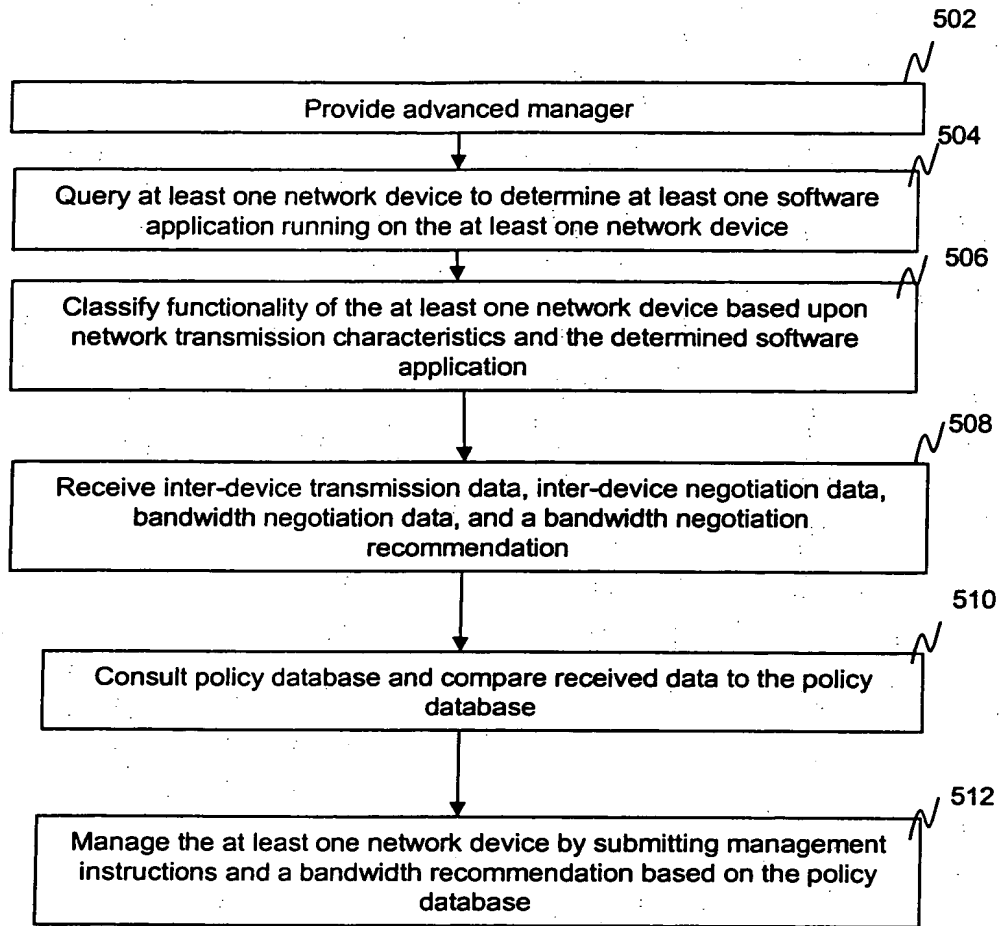 502
Provide advanced manager
504
Query at least one network device to determine at least one software
application running on the at least one network device
506
Classify functionality of the at least one network device based upon
network transmission characteristics and the determined software
application
508
Receive inter-device transmission data, inter-device negotiation data,
bandwidth negotiation data, and a bandwidth negotiation
recommendation
510
Consult policy database and compare received data to the policy
database
512
Manage the at least one network device by submitting management
instructions and a bandwidth recommendation based on the policy
database